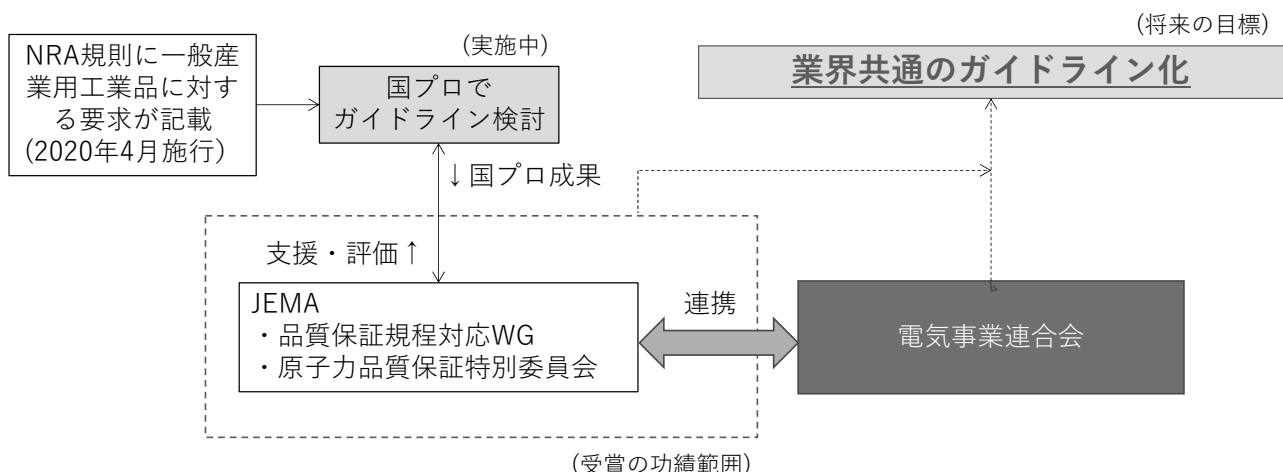 (将来の目標)
NRA規則に一般産
業用工業品に対す
る要求が記載
(2020年4月施行)
(実施中)
国プロで
ガイドライン検討
業界共通のガイドライン化
↓国プロ成果
支援・評価↑
JEMA
・品質保証規程対応WG
・原子力品質保証特別委員会
連携
電気事業連合会
(受賞の功績範囲)